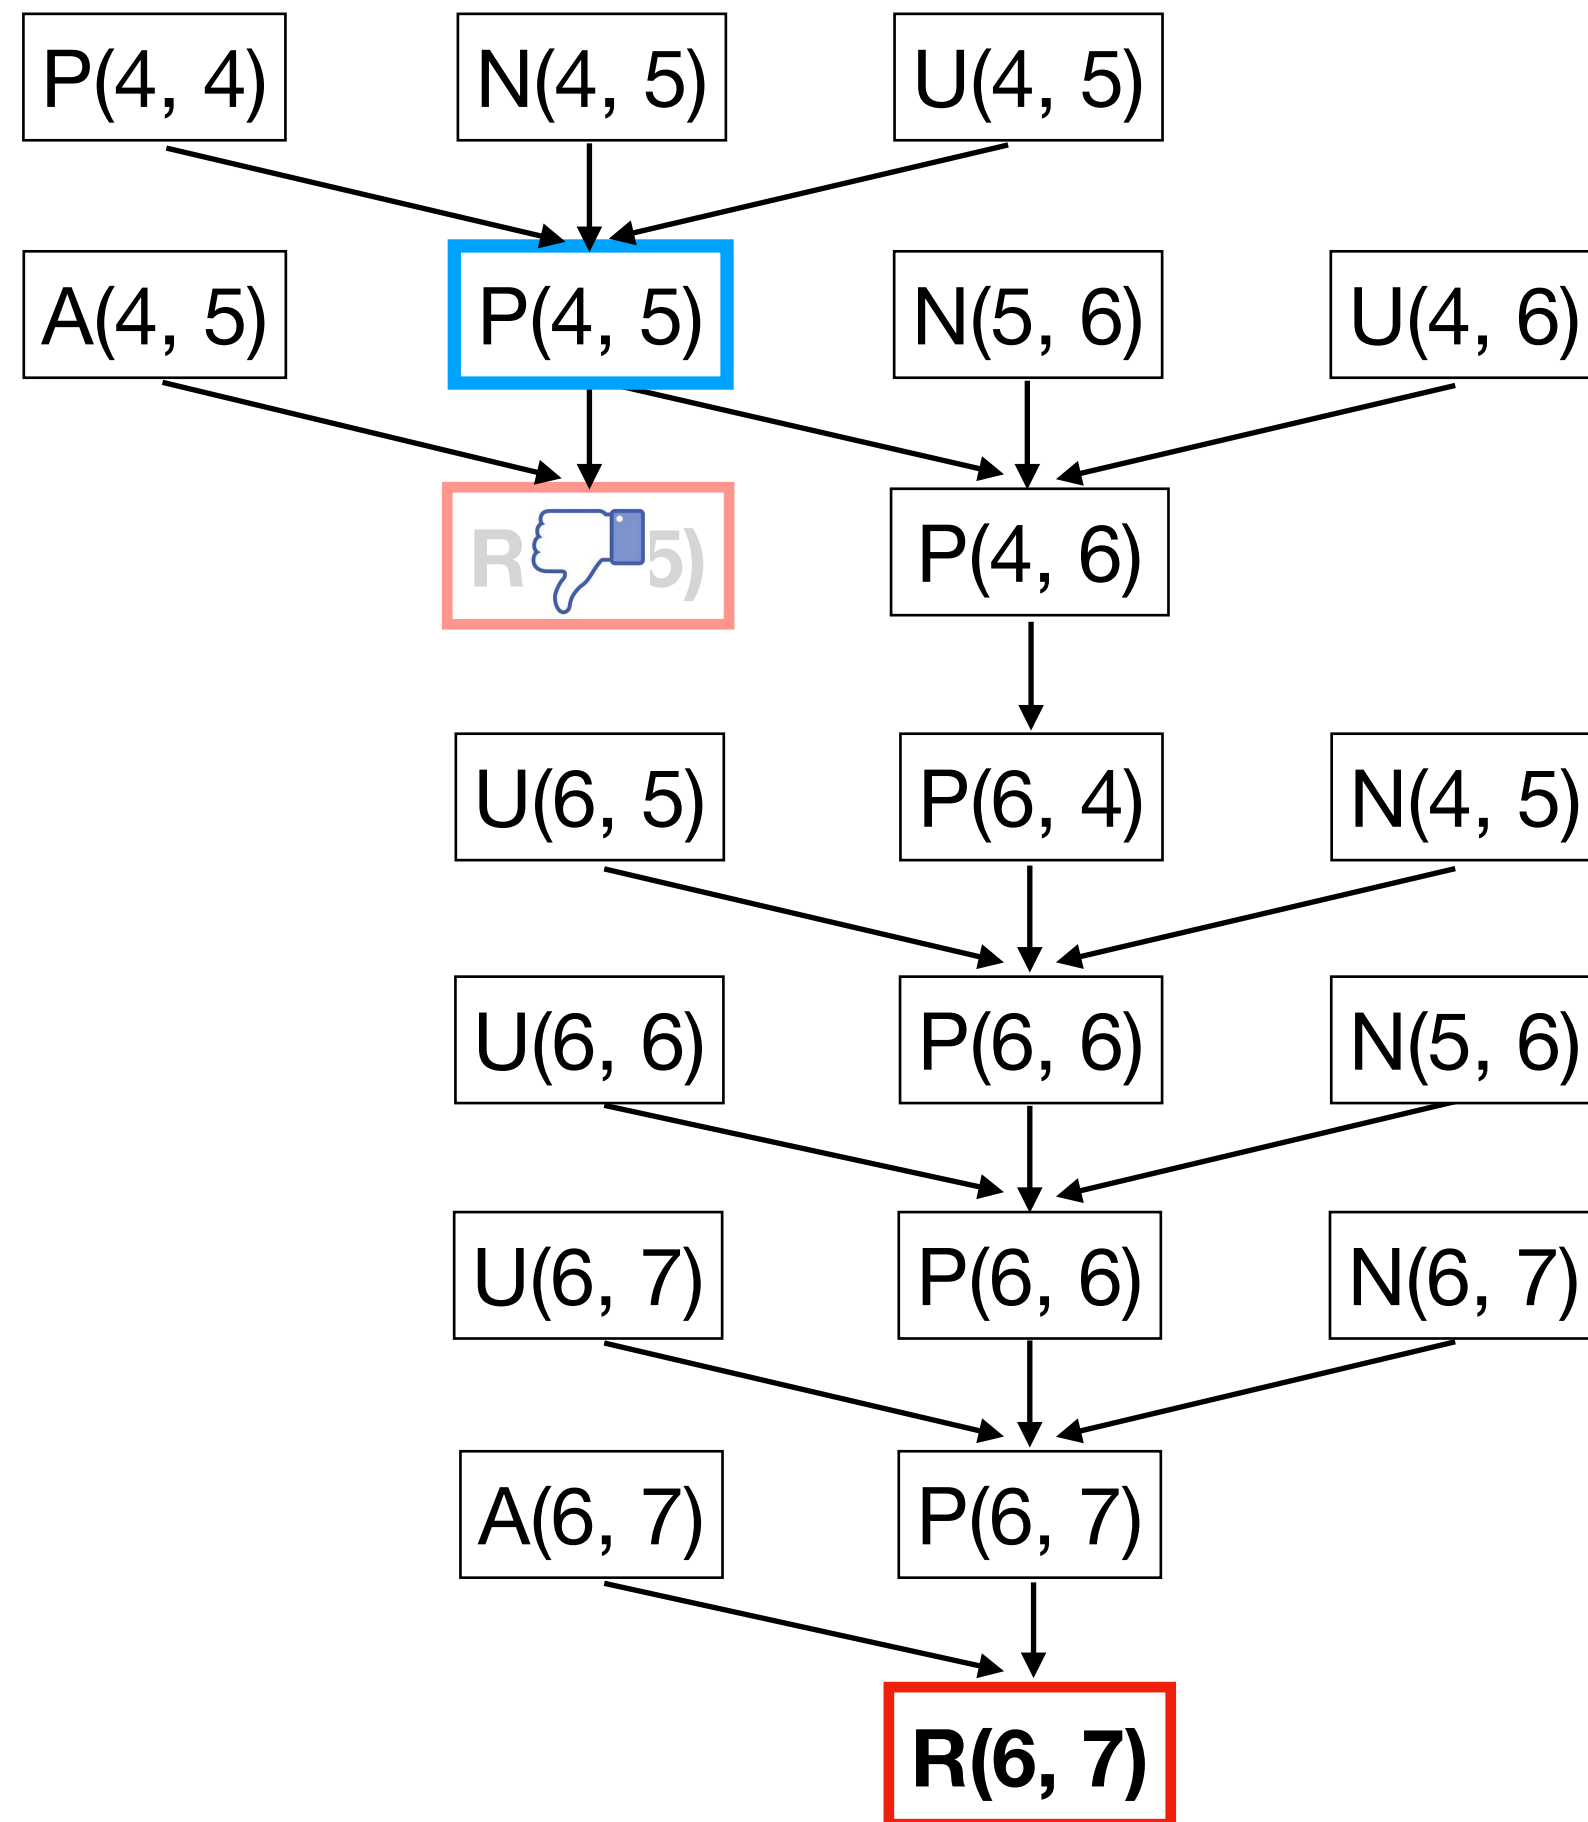 P(4, 4) N(4, 5) U(4, 5)
A(4, 5) P(4, 5) N(5, 6) U(4, 6)
R 5) P(4, 6)
U(6, 5) P(6, 4) N(4, 5)
U(6, 6) P(6, 6) N(5, 6)
U(6, 7) P(6, 6) N(6, 7)
A(6, 7) P(6, 7)
R(6, 7)